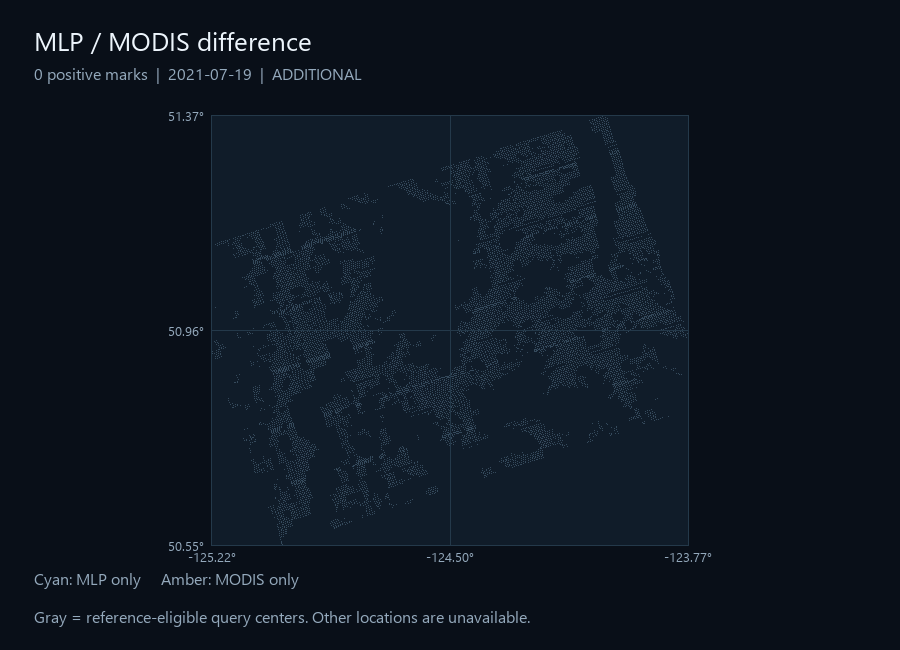 MLP / MODIS difference
0 positive marks | 2021-07-19 | ADDITIONAL
51.37°
50.96°
50.55°
-125.22° -124.50° -123.77°
Cyan: MLP only Amber: MODIS only
Gray = reference-eligible query centers. Other locations are unavailable.